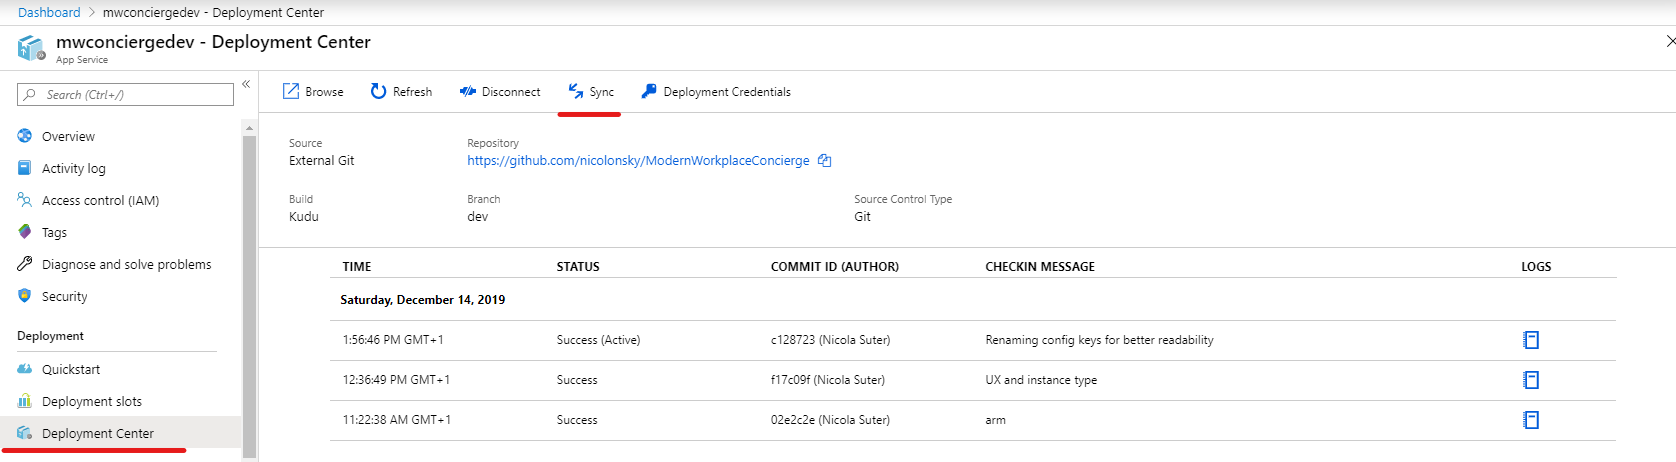 Dashboard > mwconciergedev - Deployment Center
mwconciergedev - Deployment Center
App Service
Search (Ctrl+/)
«
Overview
Activity log
Access control (IAM)
Tags
Diagnose and solve problems
Security
Deployment
Quickstart
Deployment slots
Deployment Center
Browse Refresh Disconnect Sync Deployment Credentials
Source Repository
External Git https://github.com/nicolonsky/ModernWorkplaceConcierge
Build Branch Source Control Type
Kudu dev Git
TIME STATUS COMMIT ID (AUTHOR) CHECKIN MESSAGE LOGS
Saturday, December 14, 2019
1:56:46 PM GMT+1 Success (Active) c128723 (Nicola Suter) Renaming config keys for better readability
12:36:49 PM GMT+1 Success f17c09f (Nicola Suter) UX and instance type
11:22:38 AM GMT+1 Success 02e2c2e (Nicola Suter) arm